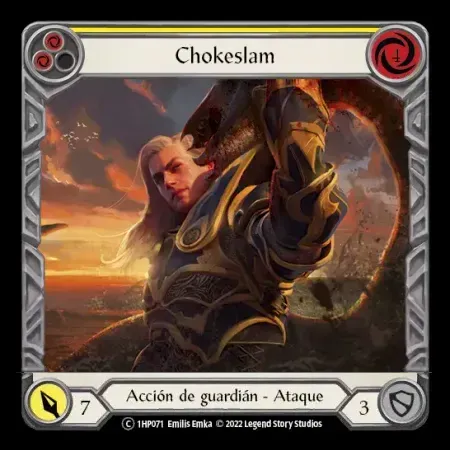 Chokeslam
7 Acción de guardián - Ataque 3
C 1HP071 Emilis Emka © 2022 Legend Story Studios